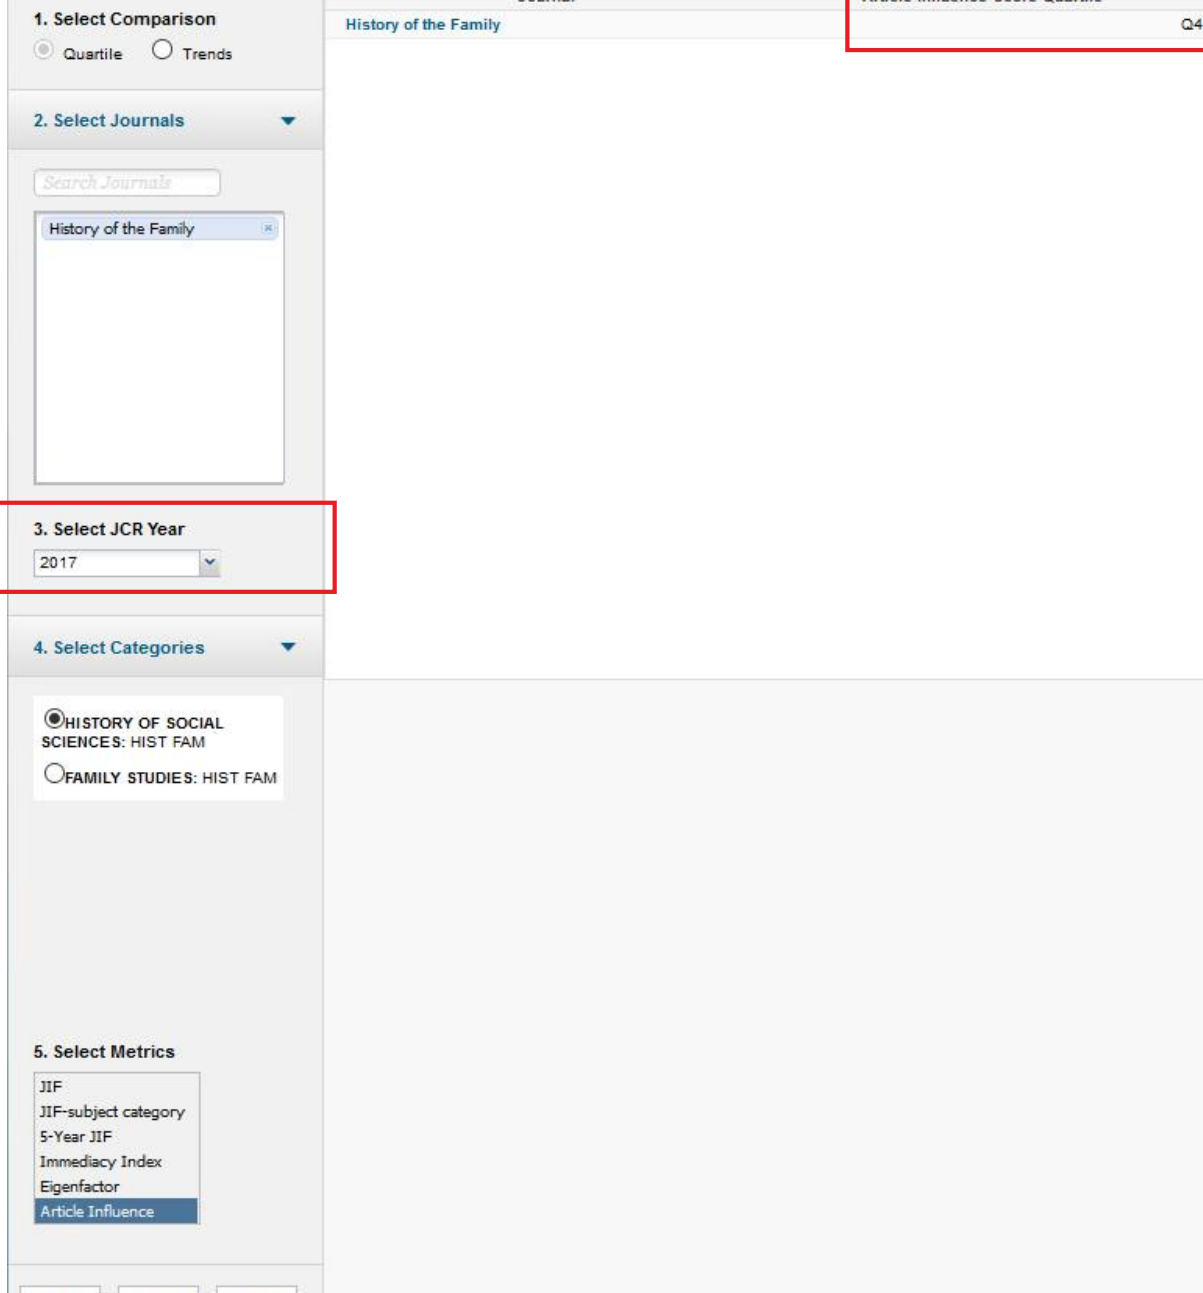 1. Select Comparison
Quartile Trends
History of the Family Q4
2. Select Journals
Search Journals
History of the Family
3. Select JCR Year
2017
4. Select Categories
HISTORY OF SOCIAL
SCIENCES: HIST FAM
FAMILY STUDIES: HIST FAM
5. Select Metrics
JIF
JIF-subject category
5-Year JIF
Immediacy Index
Eigenfactor
Article Influence